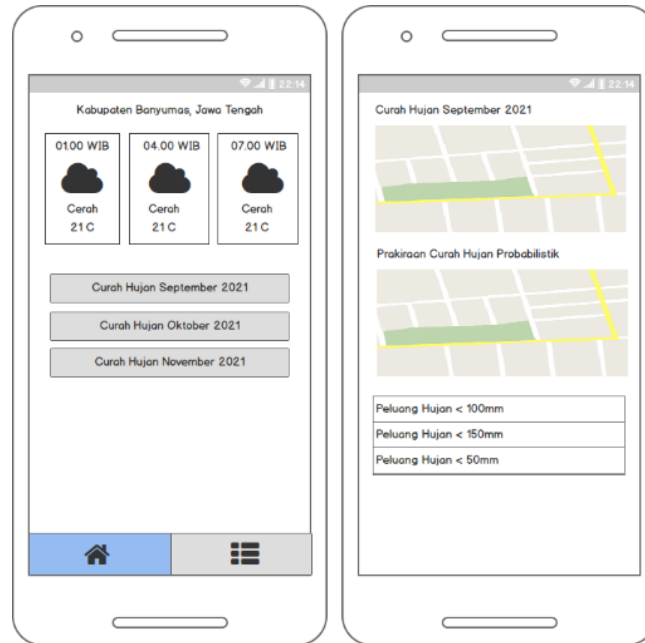 22:14
Kabupaten Banyumas, Jawa Tengah
01.00 WIB
Cerah
21 C
04.00 WIB
Cerah
21 C
07.00 WIB
Cerah
21 C
Curah Hujan September 2021
Curah Hujan Oktober 2021
Curah Hujan November 2021
22:14
Curah Hujan September 2021
Prakiraan Curah Hujan Probabilistik
Peluang Hujan < 100mm
Peluang Hujan < 150mm
Peluang Hujan < 50mm